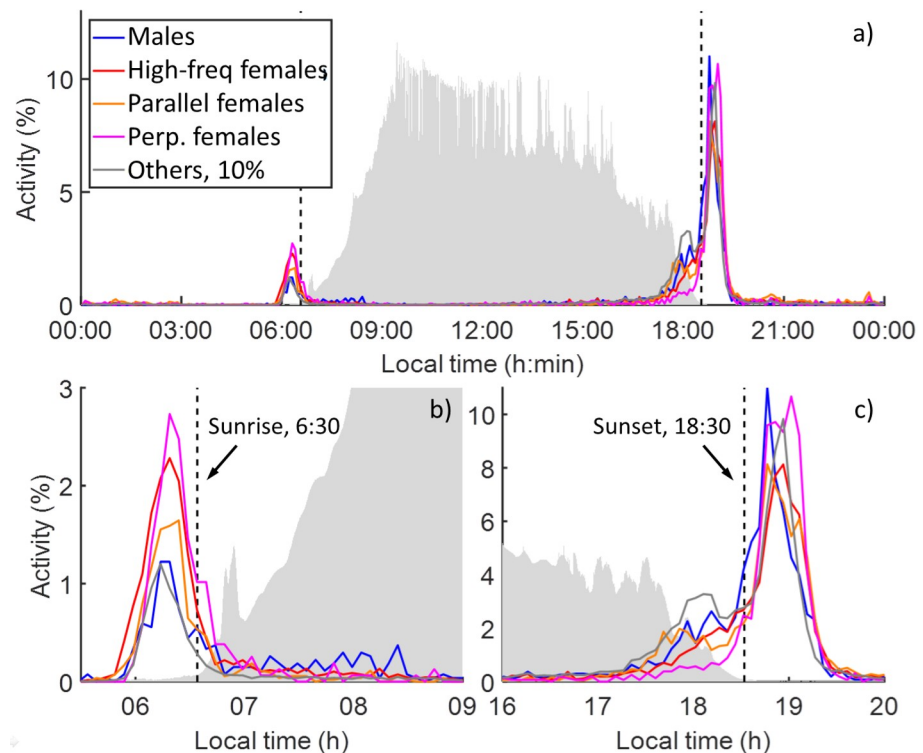 a)
Males
High-freq females,
Parallel females
Perp. females
Others, 10%
Activity (%)
10
5
0
00:00 03:00 06:00 09:00 12:00 15:00 18:00 21:00 00:00
Local time (h:min)
b)
Sunrise, 6:30
Activity (%)
3
2
1
0
06 07 08 09
Local time (h)
c)
Sunset, 18:30
10
8
6
4
2
0
16 17 18 19 20
Local time (h)